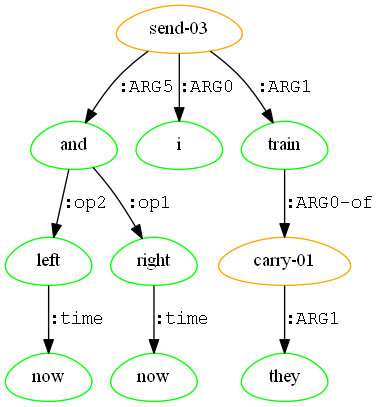 send-03
:ARG5 :ARG0 :ARG1
and i train
:op2 :op1 :ARG0-of
left right carry-01
:time :time :ARG1
now now they